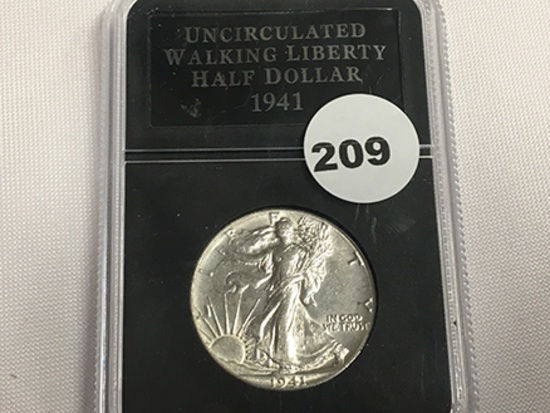 UNCIRCULATED
WALKING LIBERTY
HALF DOLLAR
1941
209
LIBERTY
IN GOD
WE TRUST
1941